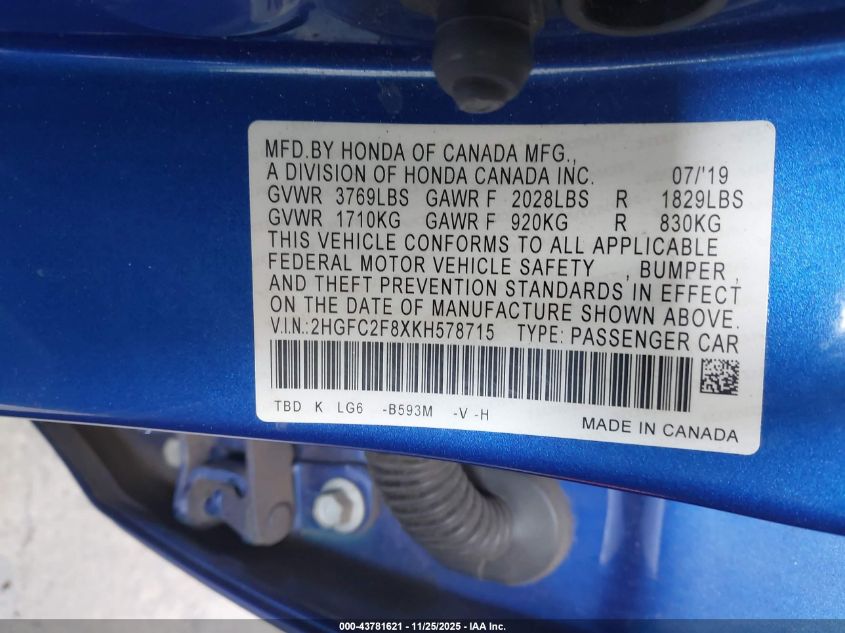 MFD.BY HONDA OF CANADA MFG.,
A DIVISION OF HONDA CANADA INC. 07/'19
GVWR 3769LBS GAWR F 2028LBS R 1829LBS
GVWR 1710KG GAWR F 920KG R 830KG
THIS VEHICLE CONFORMS TO ALL APPLICABLE
FEDERAL MOTOR VEHICLE SAFETY , BUMPER ,
AND THEFT PREVENTION STANDARDS IN EFFECT
ON THE DATE OF MANUFACTURE SHOWN ABOVE.
V.I.N.:2HGFC2F8XKH578715 TYPE: PASSENGER CAR
TBD K LG6 -B593M -V -H
MADE IN CANADA
000-43781621 - 11/25/2025 - IAA Inc.